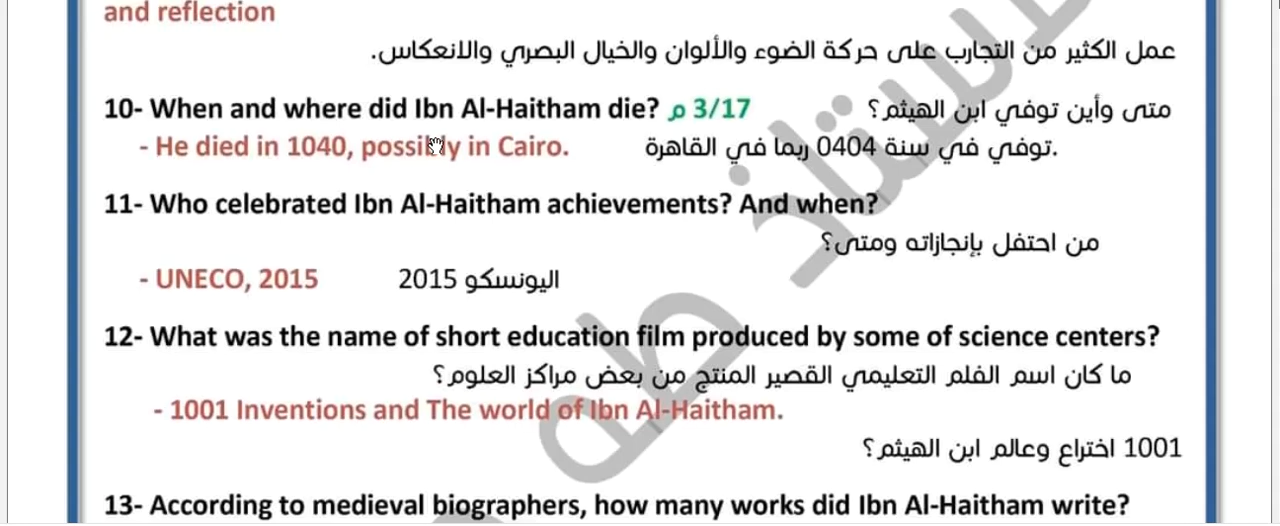 and reflection
عمل الكثير من التجارب على حركة الضوء والألوان والخيال البصري والانعكاس.
10- When and where did Ibn Al-Haitham die? 3/17 م متى وأين توفي ابن الهيثم؟
- He died in 1040, possibly in Cairo. توفي في سنة 0404 ربما في القاهرة.
11- Who celebrated Ibn Al-Haitham achievements? And when?
من احتفل بإنجازاته ومتى؟
- UNECO, 2015 اليونسكو 2015
12- What was the name of short education film produced by some of science centers?
ما كان اسم الفلم التعليمي القصير المنتج من بعض مراكز العلوم؟
- 1001 Inventions and The world of Ibn Al-Haitham.
1001 اختراع وعالم ابن الهيثم؟
13- According to medieval biographers, how many works did Ibn Al-Haitham write?